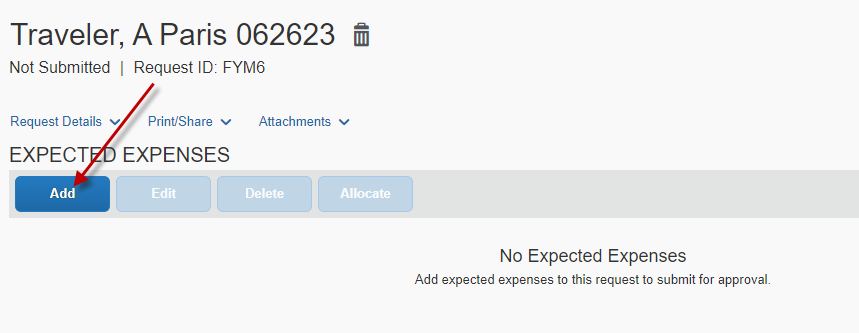 Traveler, A Paris 062623
Not Submitted | Request ID: FYM6
Request Details Print/Share Attachments
EXPECTED EXPENSES
Add Edit Delete Allocate
No Expected Expenses
Add expected expenses to this request to submit for approval.